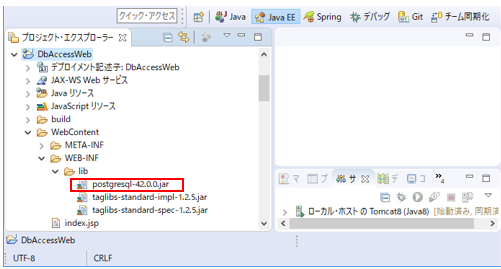 クイック・アクセス
Java
Java EE
Spring
デバッグ
Git
チーム同期化
プロジェクト・エクスプローラー
DbAccessWeb
デプロイメント記述子: DbAccessWeb
JAX-WS Web サービス
Java リソース
JavaScript リソース
build
WebContent
META-INF
WEB-INF
lib
postgresql-42.0.0.jar
taglibs-standard-impl-1.2.5.jar
taglibs-standard-spec-1.2.5.jar
index.jsp
マ
プ
サ
デ
コ
»4
ローカル・ホスト の Tomcat8 (Java8) [始動済み, 同期済
DbAccessWeb
UTF-8
CRLF